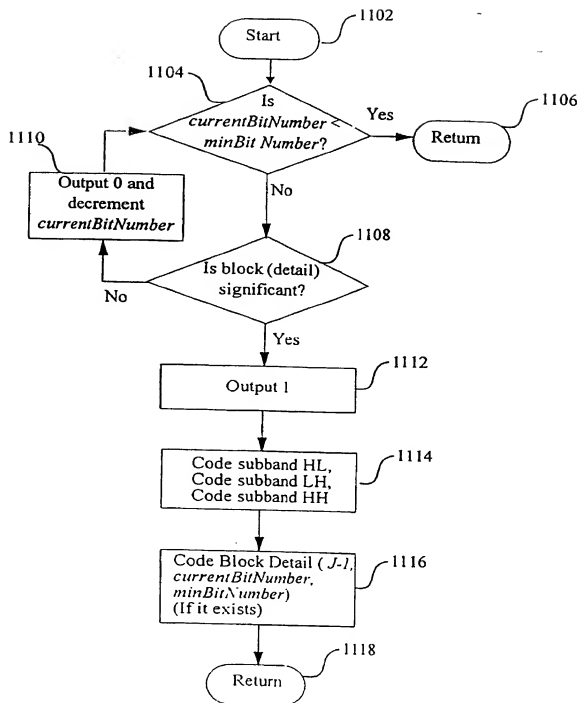 1102
Start
1104
Is
currentBitNumber <
minBit Number?
Yes
1106
Return
1110
Output 0 and
decrement
currentBitNumber
No
1108
Is block (detail)
significant?
No
Yes
1112
Output 1
1114
Code subband HL,
Code subband LH,
Code subband HH
1116
Code Block Detail ( J-1,
currentBitNumber,
minBitNumber)
(If it exists)
1118
Return